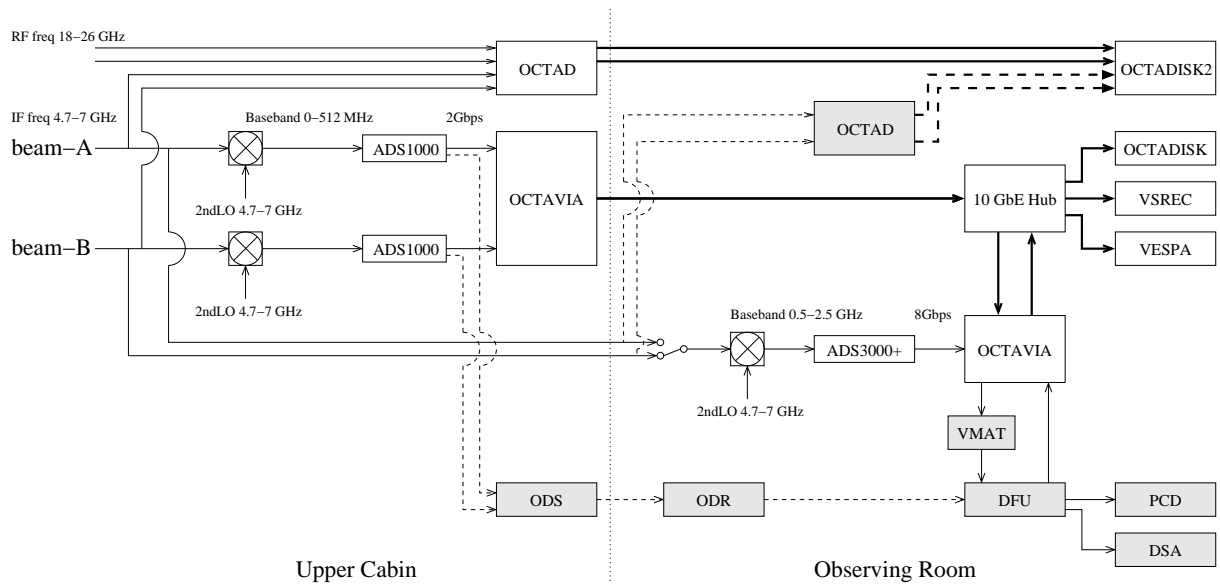 RF freq 18−26 GHz
OCTAD
OCTADISK2
IF freq 4.7−7 GHz
Baseband 0−512 MHz
2Gbps
OCTAD
beam−A
ADS1000
OCTADISK
2ndLO 4.7−7 GHz
OCTAVIA
10 GbE Hub
VSREC
beam−B
ADS1000
VESPA
2ndLO 4.7−7 GHz
Baseband 0.5−2.5 GHz
8Gbps
ADS3000+
OCTAVIA
2ndLO 4.7−7 GHz
VMAT
ODS
ODR
DFU
PCD
DSA
Upper Cabin
Observing Room